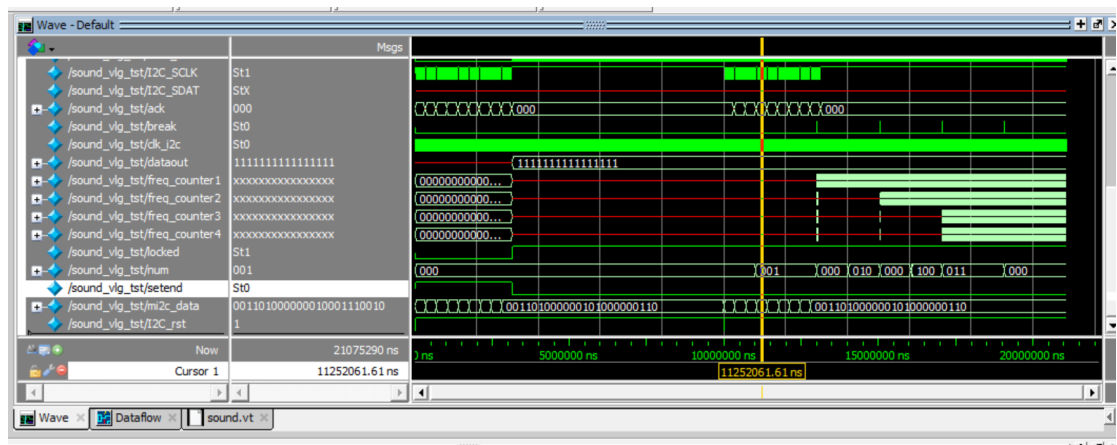 Wave - Default
Msgs
/sound_vlg_tst/I2C_SCLK St1
/sound_vlg_tst/I2C_SDAT StX
/sound_vlg_tst/ack 000 000 000
/sound_vlg_tst/break St0
/sound_vlg_tst/clk_i2c St0
/sound_vlg_tst/dataout 1111111111111111 1111111111111111
/sound_vlg_tst/freq_counter1 xxxxxxxxxxxxxxxx 00000000000...
/sound_vlg_tst/freq_counter2 xxxxxxxxxxxxxxxx 00000000000...
/sound_vlg_tst/freq_counter3 xxxxxxxxxxxxxxxx 00000000000...
/sound_vlg_tst/freq_counter4 xxxxxxxxxxxxxxxx 00000000000...
/sound_vlg_tst/locked St1
/sound_vlg_tst/num 001 000 001 000 010 000 100 011 000
/sound_vlg_tst/setend St0
/sound_vlg_tst/mi2c_data 001101000000010001110010 001101000000101000000110 001101000000101000000110
/sound_vlg_tst/I2C_rst 1
Now 21075290 ns ns 5000000 ns 10000000 ns 15000000 ns 20000000 ns
Cursor 1 11252061.61 ns 11252061.61 ns
Wave Dataflow sound.vt